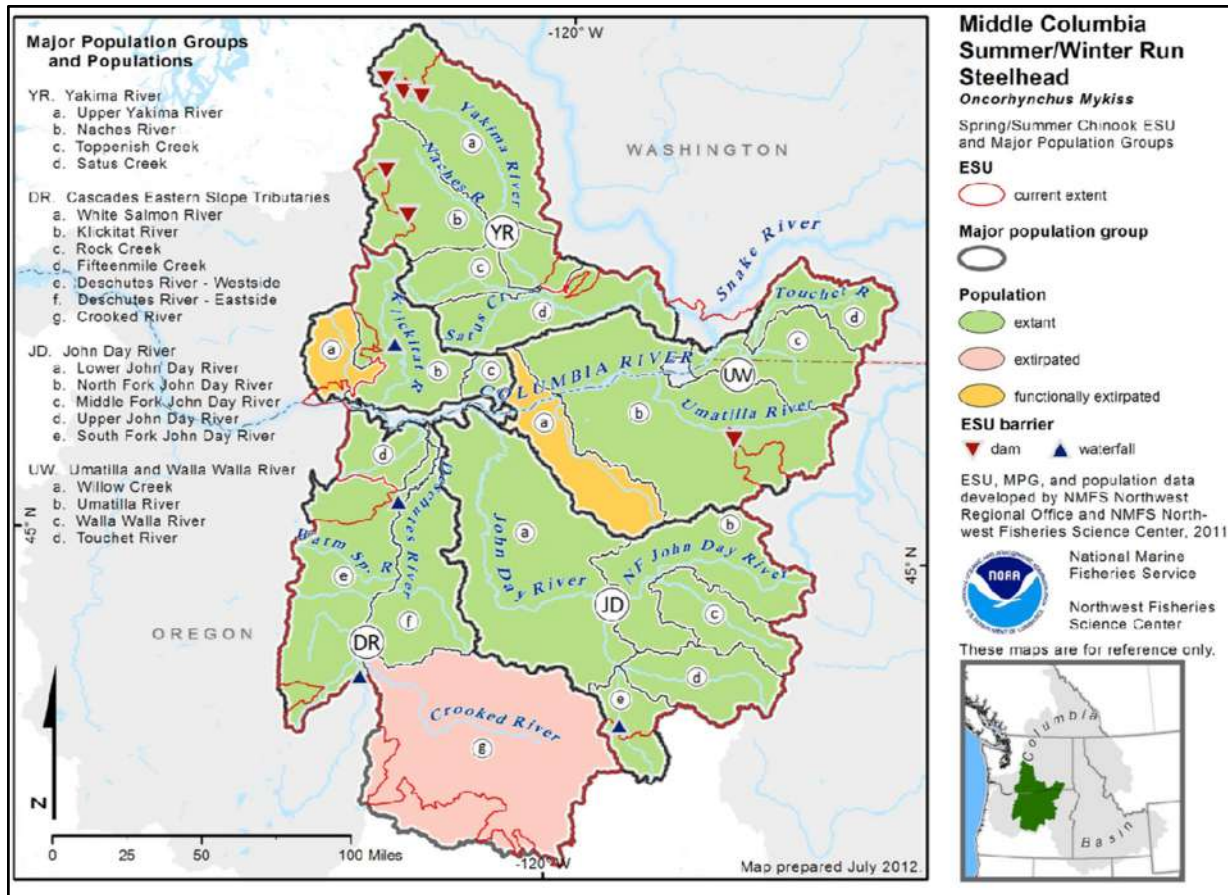 Major Population Groups
and Populations
YR. Yakima River
a. Upper Yakima River
b. Naches River
c. Toppenish Creek
d. Satus Creek
DR. Cascades Eastern Slope Tributaries
a. White Salmon River
b. Klickitat River
c. Rock Creek
d. Fifteenmile Creek
e. Deschutes River - Westside
f. Deschutes River - Eastside
g. Crooked River
JD. John Day River
a. Lower John Day River
b. North Fork John Day River
c. Middle Fork John Day River
d. Upper John Day River
e. South Fork John Day River
UW. Umatilla and Walla Walla River
a. Willow Creek
b. Umatilla River
c. Walla Walla River
d. Touchet River
-120° W
WASHINGTON
Yakima River
a
Naches R
b
YR
c
Satus Cr
d
Snake River
Touchet R
d
c
Klickitat R
a
b
c
COLUMBIA RIVER
UW
Umatilla River
b
a
d
Deschutes River
45° N
Warm Sp. R
e
f
DR
OREGON
a
John Day River
b
NF John Day River
JD
c
d
e
45° N
Crooked River
g
N
0 50 25 75 100 Miles
-120° W
Map prepared July 2012.
Middle Columbia
Summer/Winter Run
Steelhead
Oncorhynchus Mykiss
Spring/Summer Chinook ESU
and Major Population Groups
ESU
current extent
Major population group
Population
extant
extirpated
functionally extirpated
ESU barrier
dam
waterfall
ESU, MPG, and population data
developed by NMFS Northwest
Regional Office and NMFS North-
west Fisheries Science Center, 2011
NOAA
National Marine
Fisheries Service
Northwest Fisheries
Science Center
These maps are for reference only.
Columbia
Basin